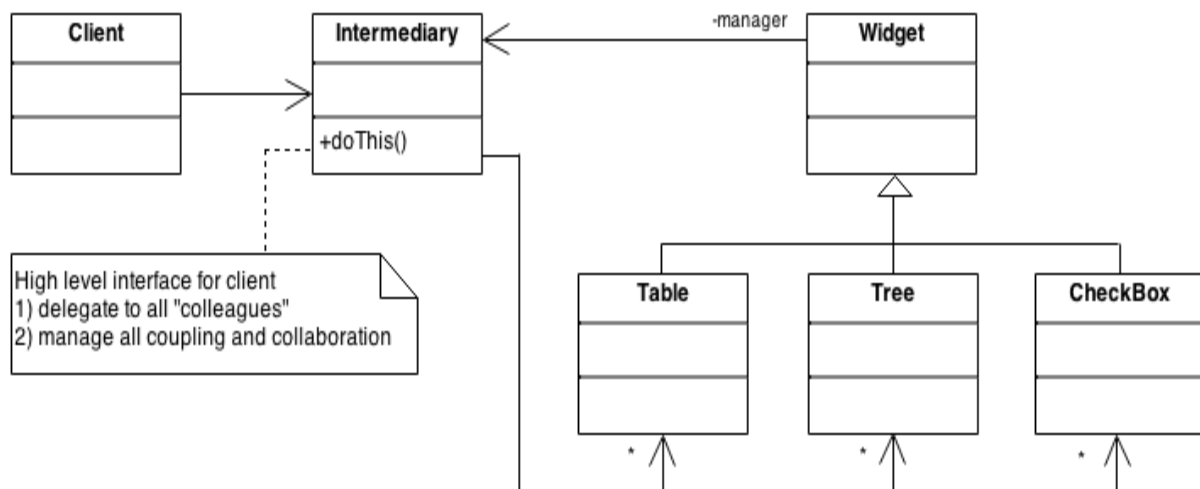 Client
Intermediary
-manager
Widget
+doThis()
High level interface for client
1) delegate to all "colleagues"
2) manage all coupling and collaboration
Table
Tree
CheckBox
*
*
*